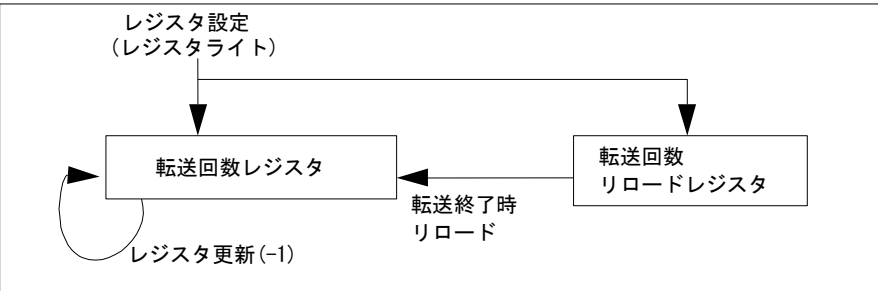 レジスタ設定
（レジスタライト）
転送回数レジスタ
転送回数
リロードレジスタ
転送終了時
リロード
レジスタ更新(-1)